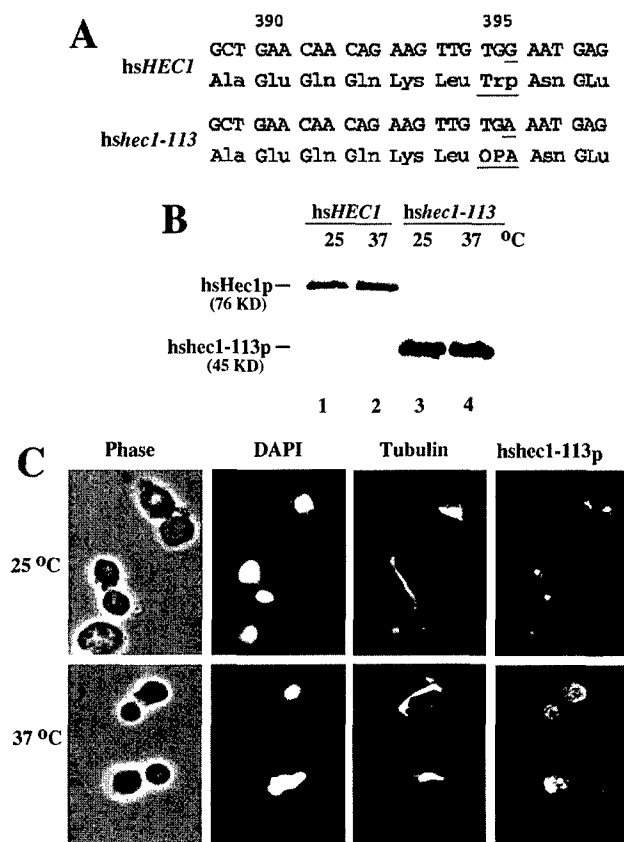 A
390 395
hsHEC1
GCT GAA CAA CAG AAG TTG TGG AAT GAG
Ala Glu Gln Gln Lys Leu Trp Asn GLu
hshec1-113
GCT GAA CAA CAG AAG TTG TGA AAT GAG
Ala Glu Gln Gln Lys Leu OPA Asn GLu
B
hsHEC1 hshec1-113
25 37 25 37 ºC
hsHec1p
(76 KD)
hshec1-113p
(45 KD)
1 2 3 4
C
Phase DAPI Tubulin hshec1-113p
25 ºC
37 ºC